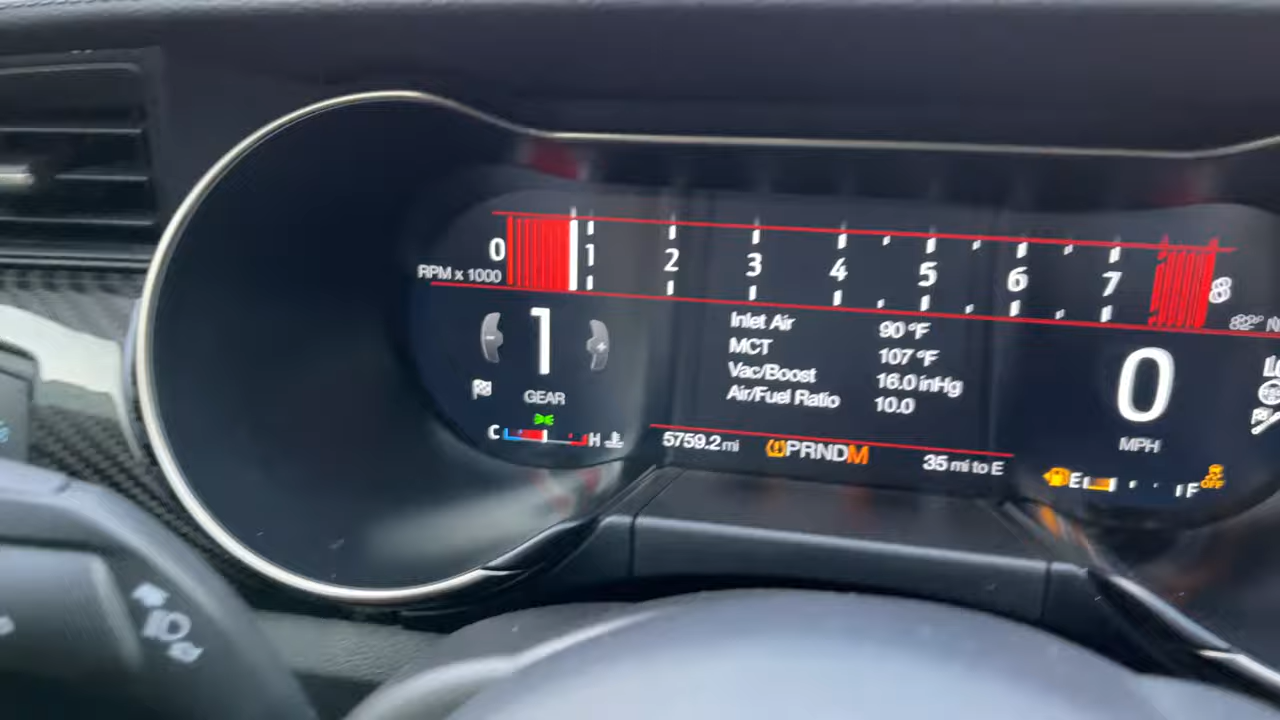 0 1 2 3 4 5 6 7 8
RPM x 1000
- 1 +
GEAR
C H
Inlet Air 90 °F
MCT 107 °F
Vac/Boost 16.0 inHg
Air/Fuel Ratio 10.0
5759.2 mi PRNDM 35 mi to E
0
MPH
E F
OFF